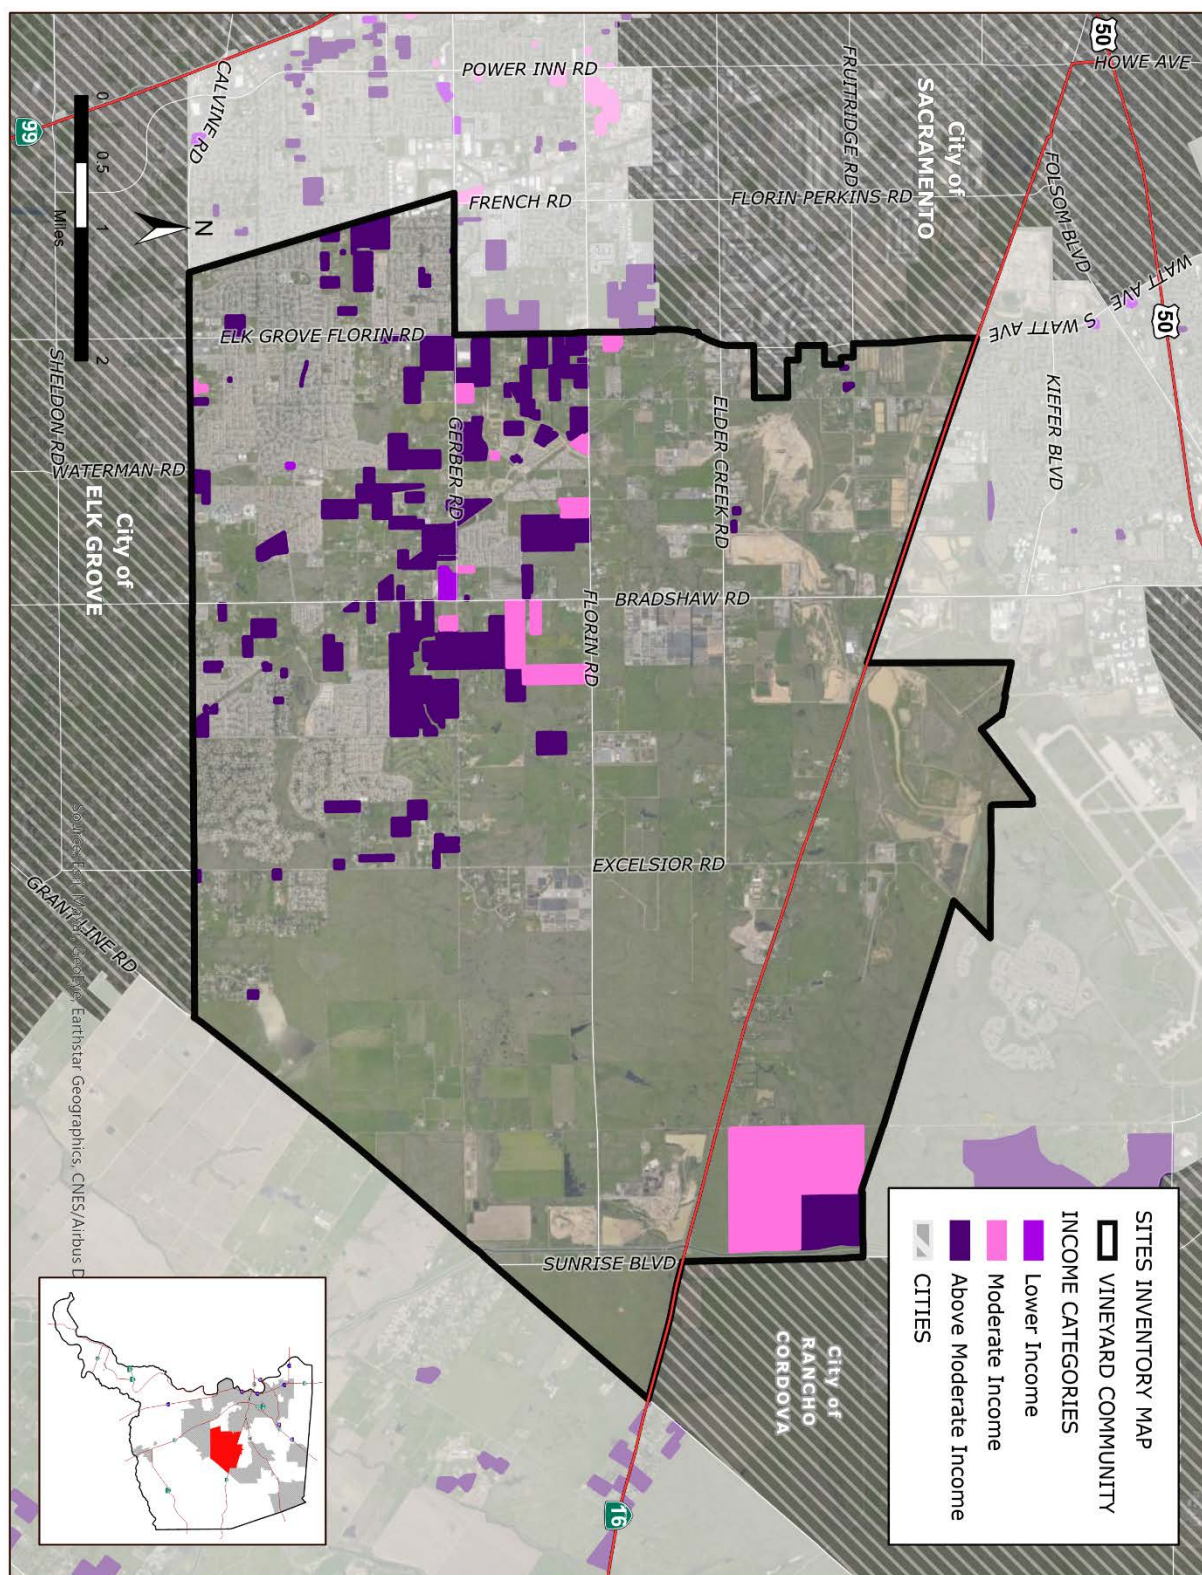 SITES INVENTORY MAP
VINEYARD COMMUNITY
INCOME CATEGORIES
Lower Income
Moderate Income
Above Moderate Income
CITIES
50
HOWE AVE
POWER INN RD
FRUITRIDGE RD
City of
SACRAMENTO
FOLSOM BLVD
WATT AVE
50
S WATT AVE
CALVINE RD
99
0
0.5
1
2
Miles
N
FRENCH RD
FLORIN PERKINS RD
ELK GROVE FLORIN RD
KIEFER BLVD
SHELDON RD
WATERMAN RD
GERBER RD
ELDER CREEK RD
City of
ELK GROVE
FLORIN RD
BRADSHAW RD
EXCELSIOR RD
GRANT LINE RD
SUNRISE BLVD
City of
RANCHO
CORDOVA
16
Earthstar Geographics, CNES/Airbus D